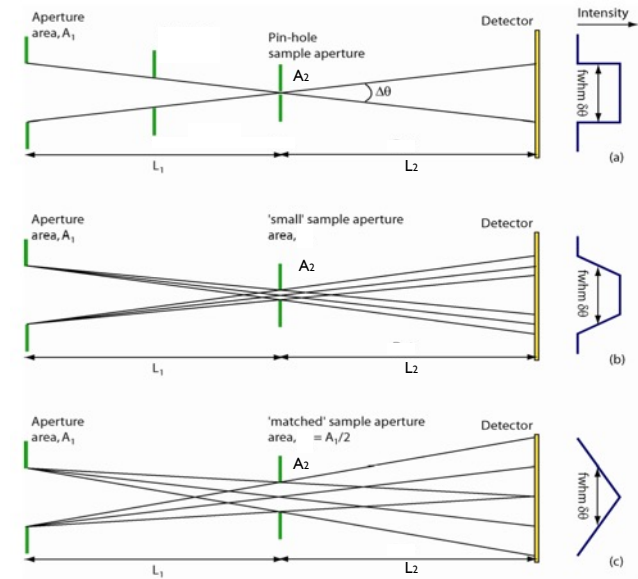 Aperture
area, A₁
Pin-hole
sample aperture
A2
Δθ
Detector
Intensity
fwhm δθ
L₁
L2
(a)
Aperture
area, A₁
'small' sample aperture
area,
A2
Detector
fwhm δθ
L₁
L2
(b)
Aperture
area, A₁
'matched' sample aperture
area, = A₁/2
A2
Detector
fwhm δθ
L₁
L2
(c)